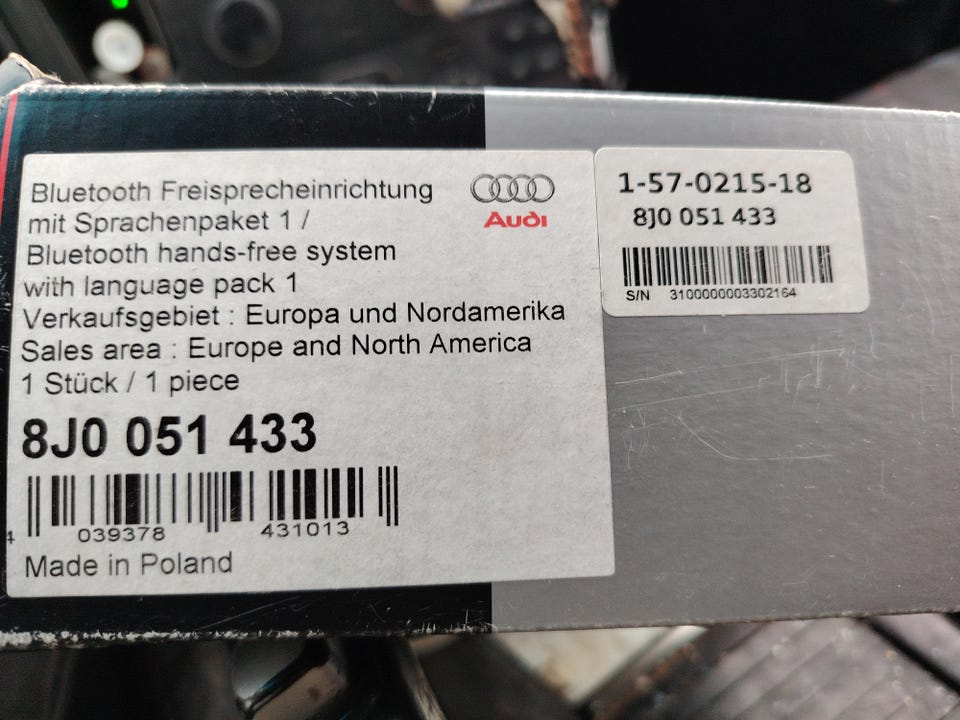 Bluetooth Freisprecheinrichtung
mit Sprachenpaket 1 /
Bluetooth hands-free system
with language pack 1
Verkaufsgebiet : Europa und Nordamerika
Sales area : Europe and North America
1 Stück / 1 piece
8J0 051 433
4 039378 431013
Made in Poland
Audi
1-57-0215-18
8J0 051 433
S/N 3100000003302164